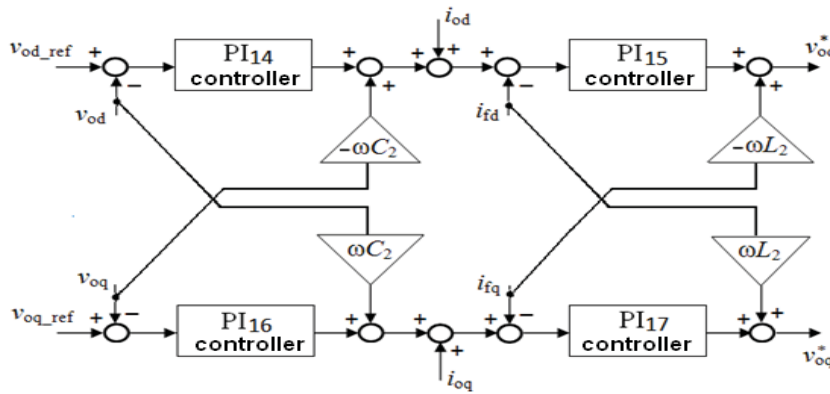 i_od
v_od_ref + − PI₁₄ controller + + + + + − PI₁₅ controller + + v*_od
v_od i_fd
-ωC₂ -ωL₂
ωC₂ ωL₂
v_oq i_fq
v_oq_ref + − PI₁₆ controller + + + + + − PI₁₇ controller + + v*_oq
i_oq